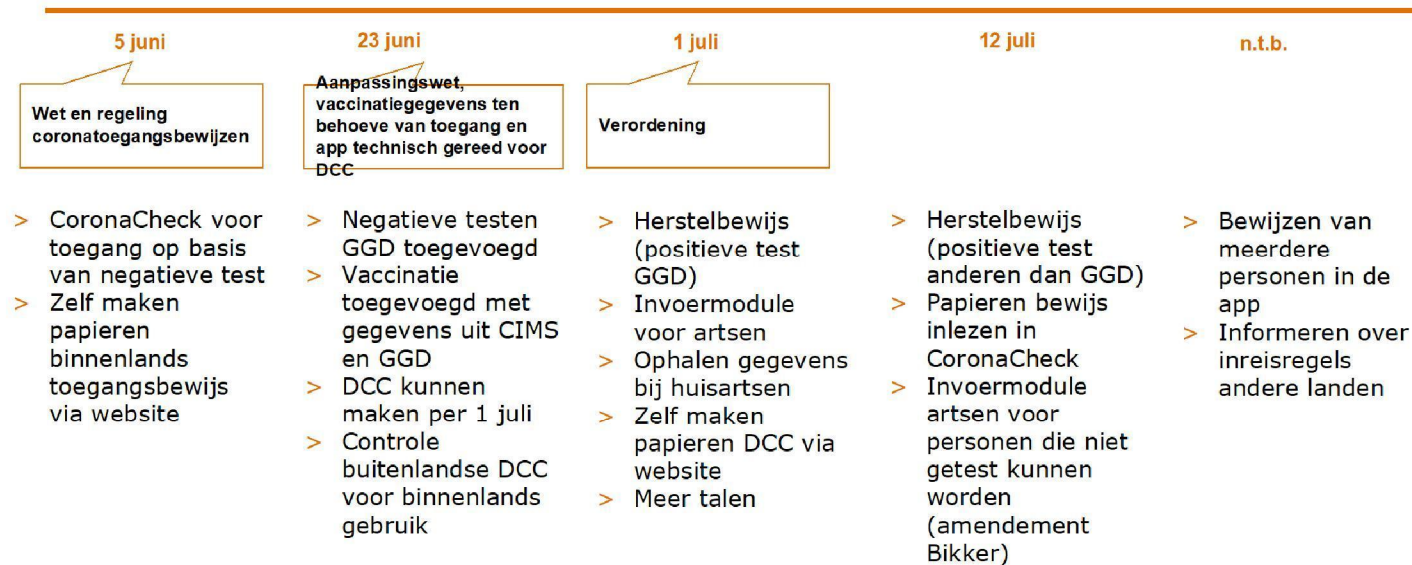 5 juni
23 juni
1 juli
12 juli
n.t.b.
Wet en regeling
coronatoegangsbewijzen
Aanpassingswet,
vaccinatiegegevens ten
behoeve van toegang en
app technisch gereed voor
DCC
Verordening
> CoronaCheck voor
toegang op basis
van negatieve test
> Zelf maken
papieren
binnenlands
toegangsbewijs
via website
> Negatieve testen
GGD toegevoegd
> Vaccinatie
toegevoegd met
gegevens uit CIMS
en GGD
> DCC kunnen
maken per 1 juli
> Controle
buitenlandse DCC
voor binnenlands
gebruik
> Herstelbewijs
(positieve test
GGD)
> Invoermodule
voor artsen
> Ophalen gegevens
bij huisartsen
> Zelf maken
papieren DCC via
website
> Meer talen
> Herstelbewijs
(positieve test
anderen dan GGD)
> Papieren bewijs
inlezen in
CoronaCheck
> Invoermodule
artsen voor
personen die niet
getest kunnen
worden
(amendement
Bikker)
> Bewijzen van
meerdere
personen in de
app
> Informeren over
inreisregels
andere landen